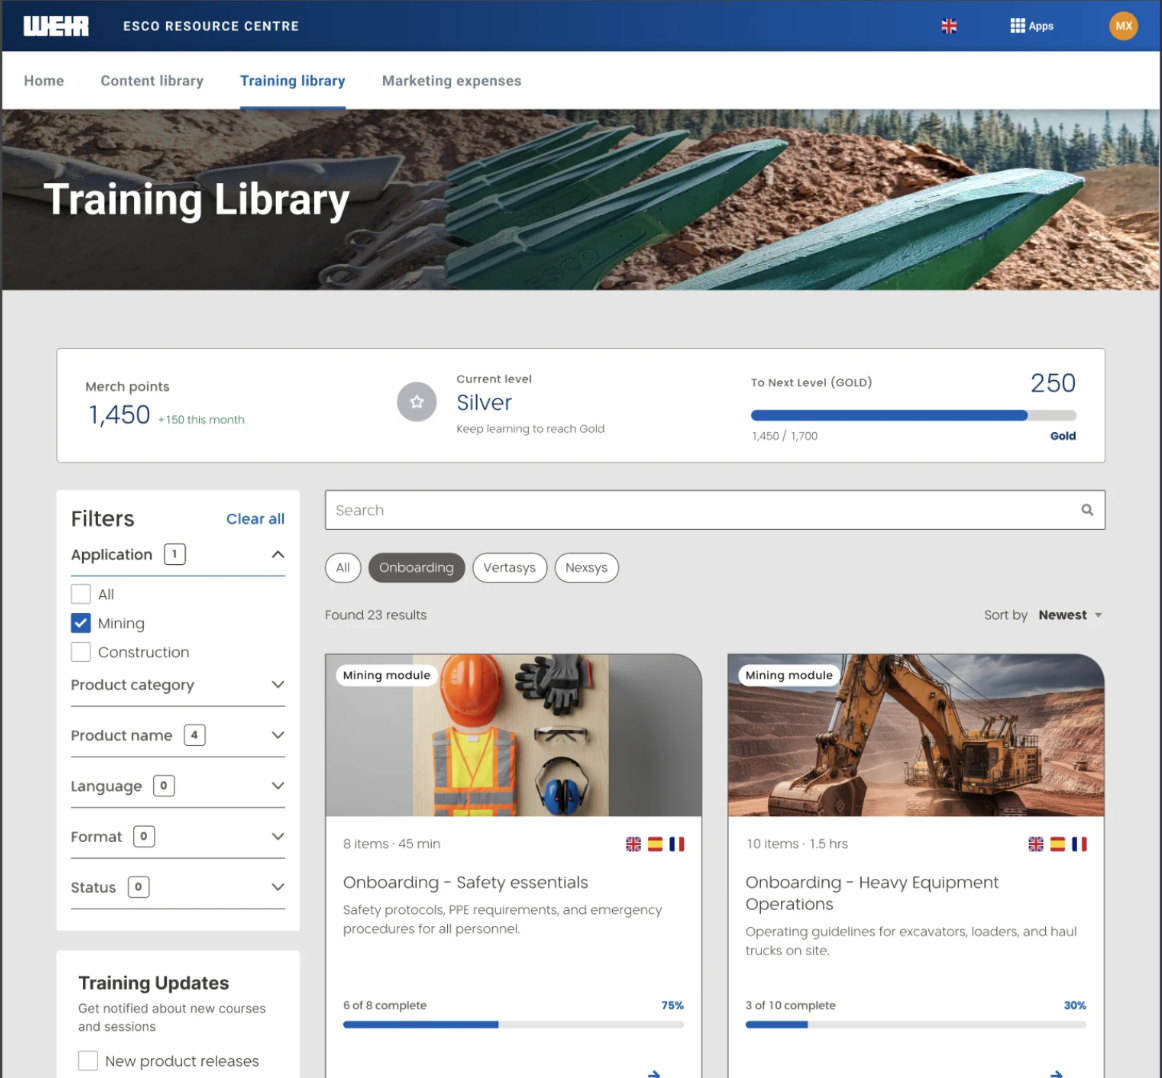 WEIR
ESCO RESOURCE CENTRE
Apps
MX
Home
Content library
Training library
Marketing expenses
Training Library
Merch points
1,450 +150 this month
Current level
Silver
Keep learning to reach Gold
To Next Level (GOLD)
250
1,450 / 1,700
Gold
Filters
Clear all
Application 1
All
Mining
Construction
Product category
Product name 4
Language 0
Format 0
Status 0
Training Updates
Get notified about new courses
and sessions
New product releases
Search
All
Onboarding
Vertasys
Nexsys
Found 23 results
Sort by Newest
Mining module
8 items · 45 min
Onboarding - Safety essentials
Safety protocols, PPE requirements, and emergency
procedures for all personnel.
6 of 8 complete
75%
Mining module
10 items · 1.5 hrs
Onboarding - Heavy Equipment
Operations
Operating guidelines for excavators, loaders, and haul
trucks on site.
3 of 10 complete
30%